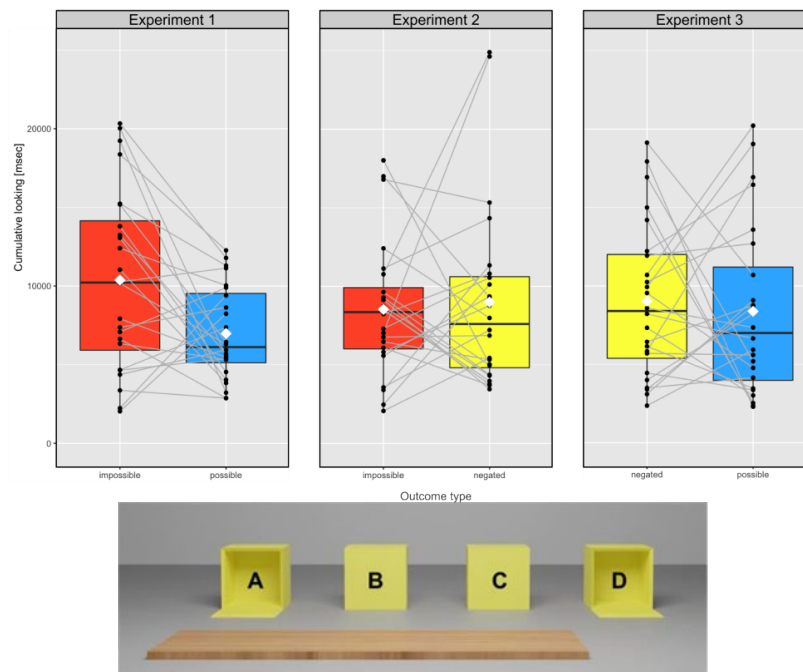 Experiment 1
Experiment 2
Experiment 3
Cumulative looking [msec]
20000
10000
0
impossible
possible
impossible
negated
negated
possible
Outcome type
A
B
C
D